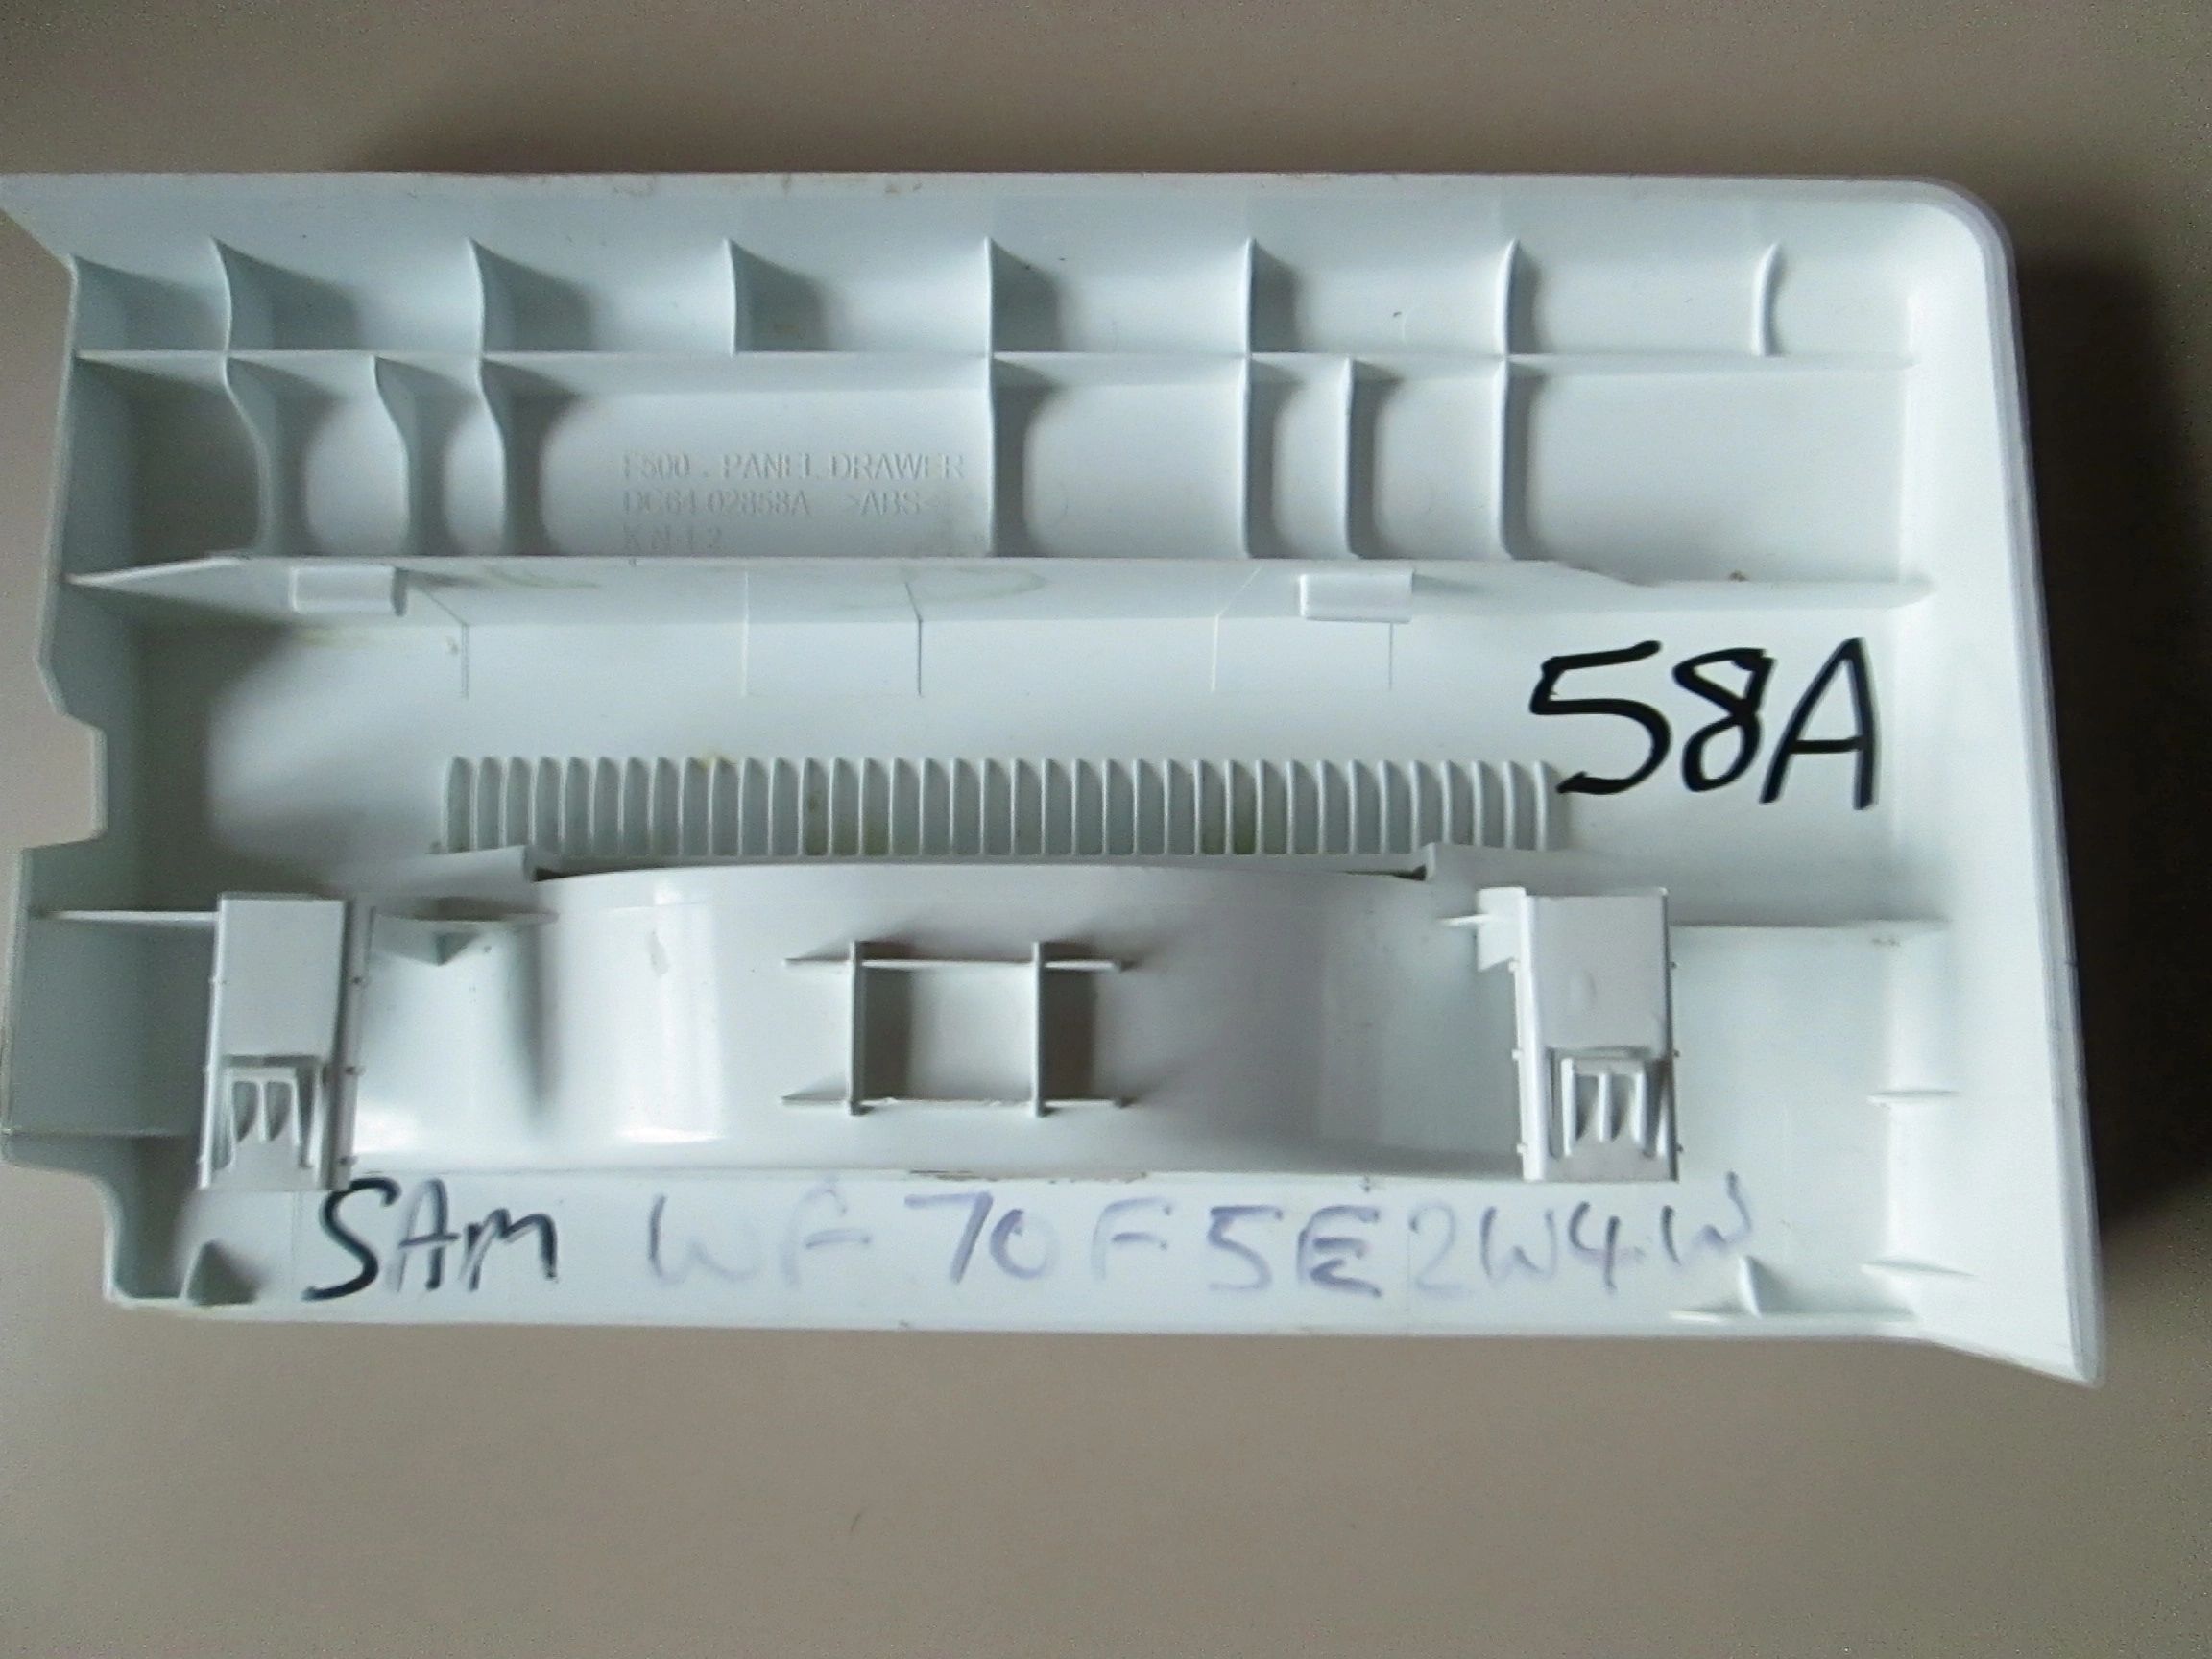 F500 . PANEL.DRAWER
DC64-02858A >ABS<
58A
SAM WF70F5E2W4W